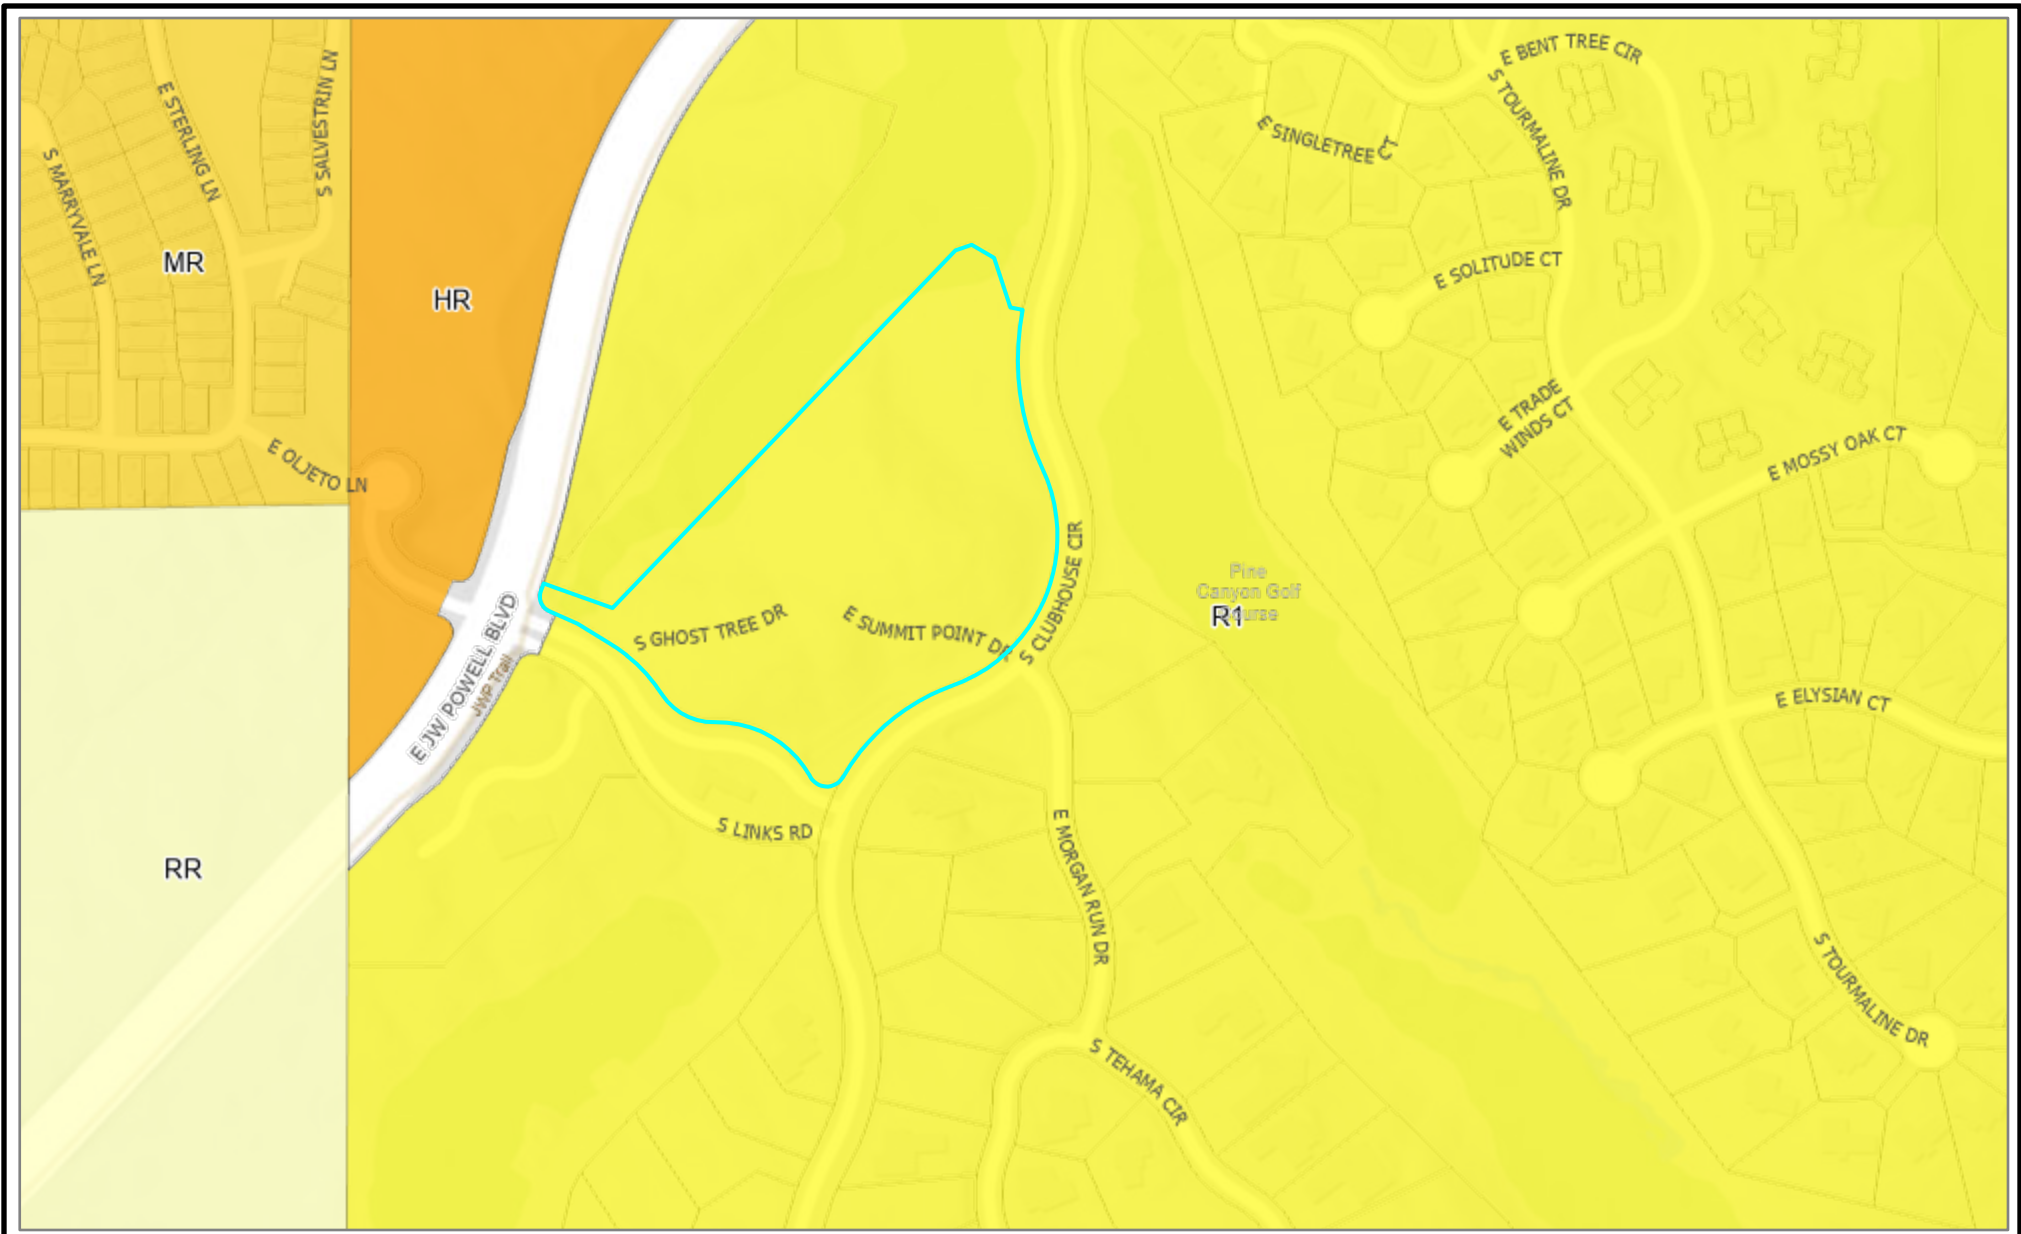 E BENT TREE CIR
E STERLING LN
S SALVESTRIN LN
S TOURMALINE DR
E SINGLETREE CT
S MARRYVALE LN
MR
HR
E SOLITUDE CT
E TRADE
WINDS CT
E MOSSY OAK CT
E OLJETO LN
S CLUBHOUSE CIR
Pine
Canyon Golf
Course
R1
S GHOST TREE DR
E SUMMIT POINT DR
E JW POWELL BLVD
JWP Trail
E ELYSIAN CT
S LINKS RD
E MORGAN RUN DR
RR
S TOURMALINE DR
S TEHAMA CIR